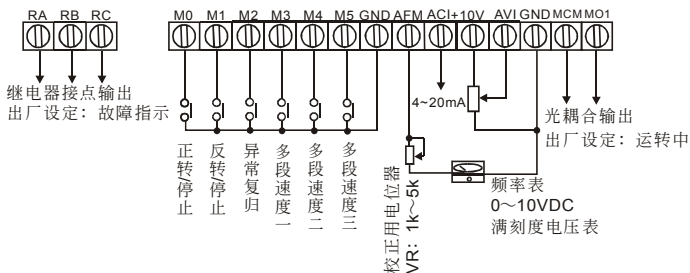 RA RB RC
M0 M1 M2 M3 M4 M5 GND AFM ACI +10V AVI GND MCM MO1
继电器接点输出
出厂设定：故障指示
4~20mA
光耦合输出
出厂设定：运转中
正转/停止
反转/停止
异常复归
多段速度一
多段速度二
多段速度三
校正用电位器
VR：1k～5k
频率表
0～10VDC
满刻度电压表